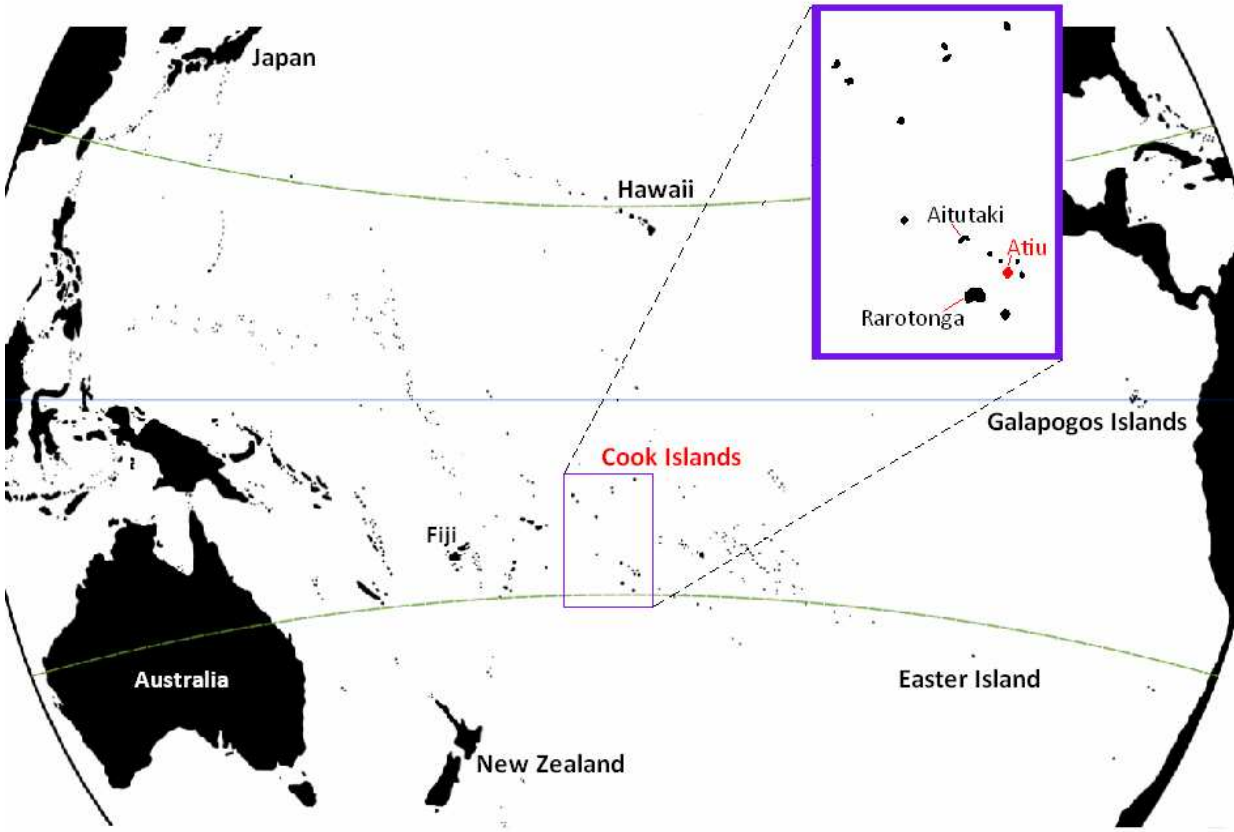 Japan
Hawaii
Aitutaki
Atiu
Rarotonga
Galapogos Islands
Cook Islands
Fiji
Australia
Easter Island
New Zealand